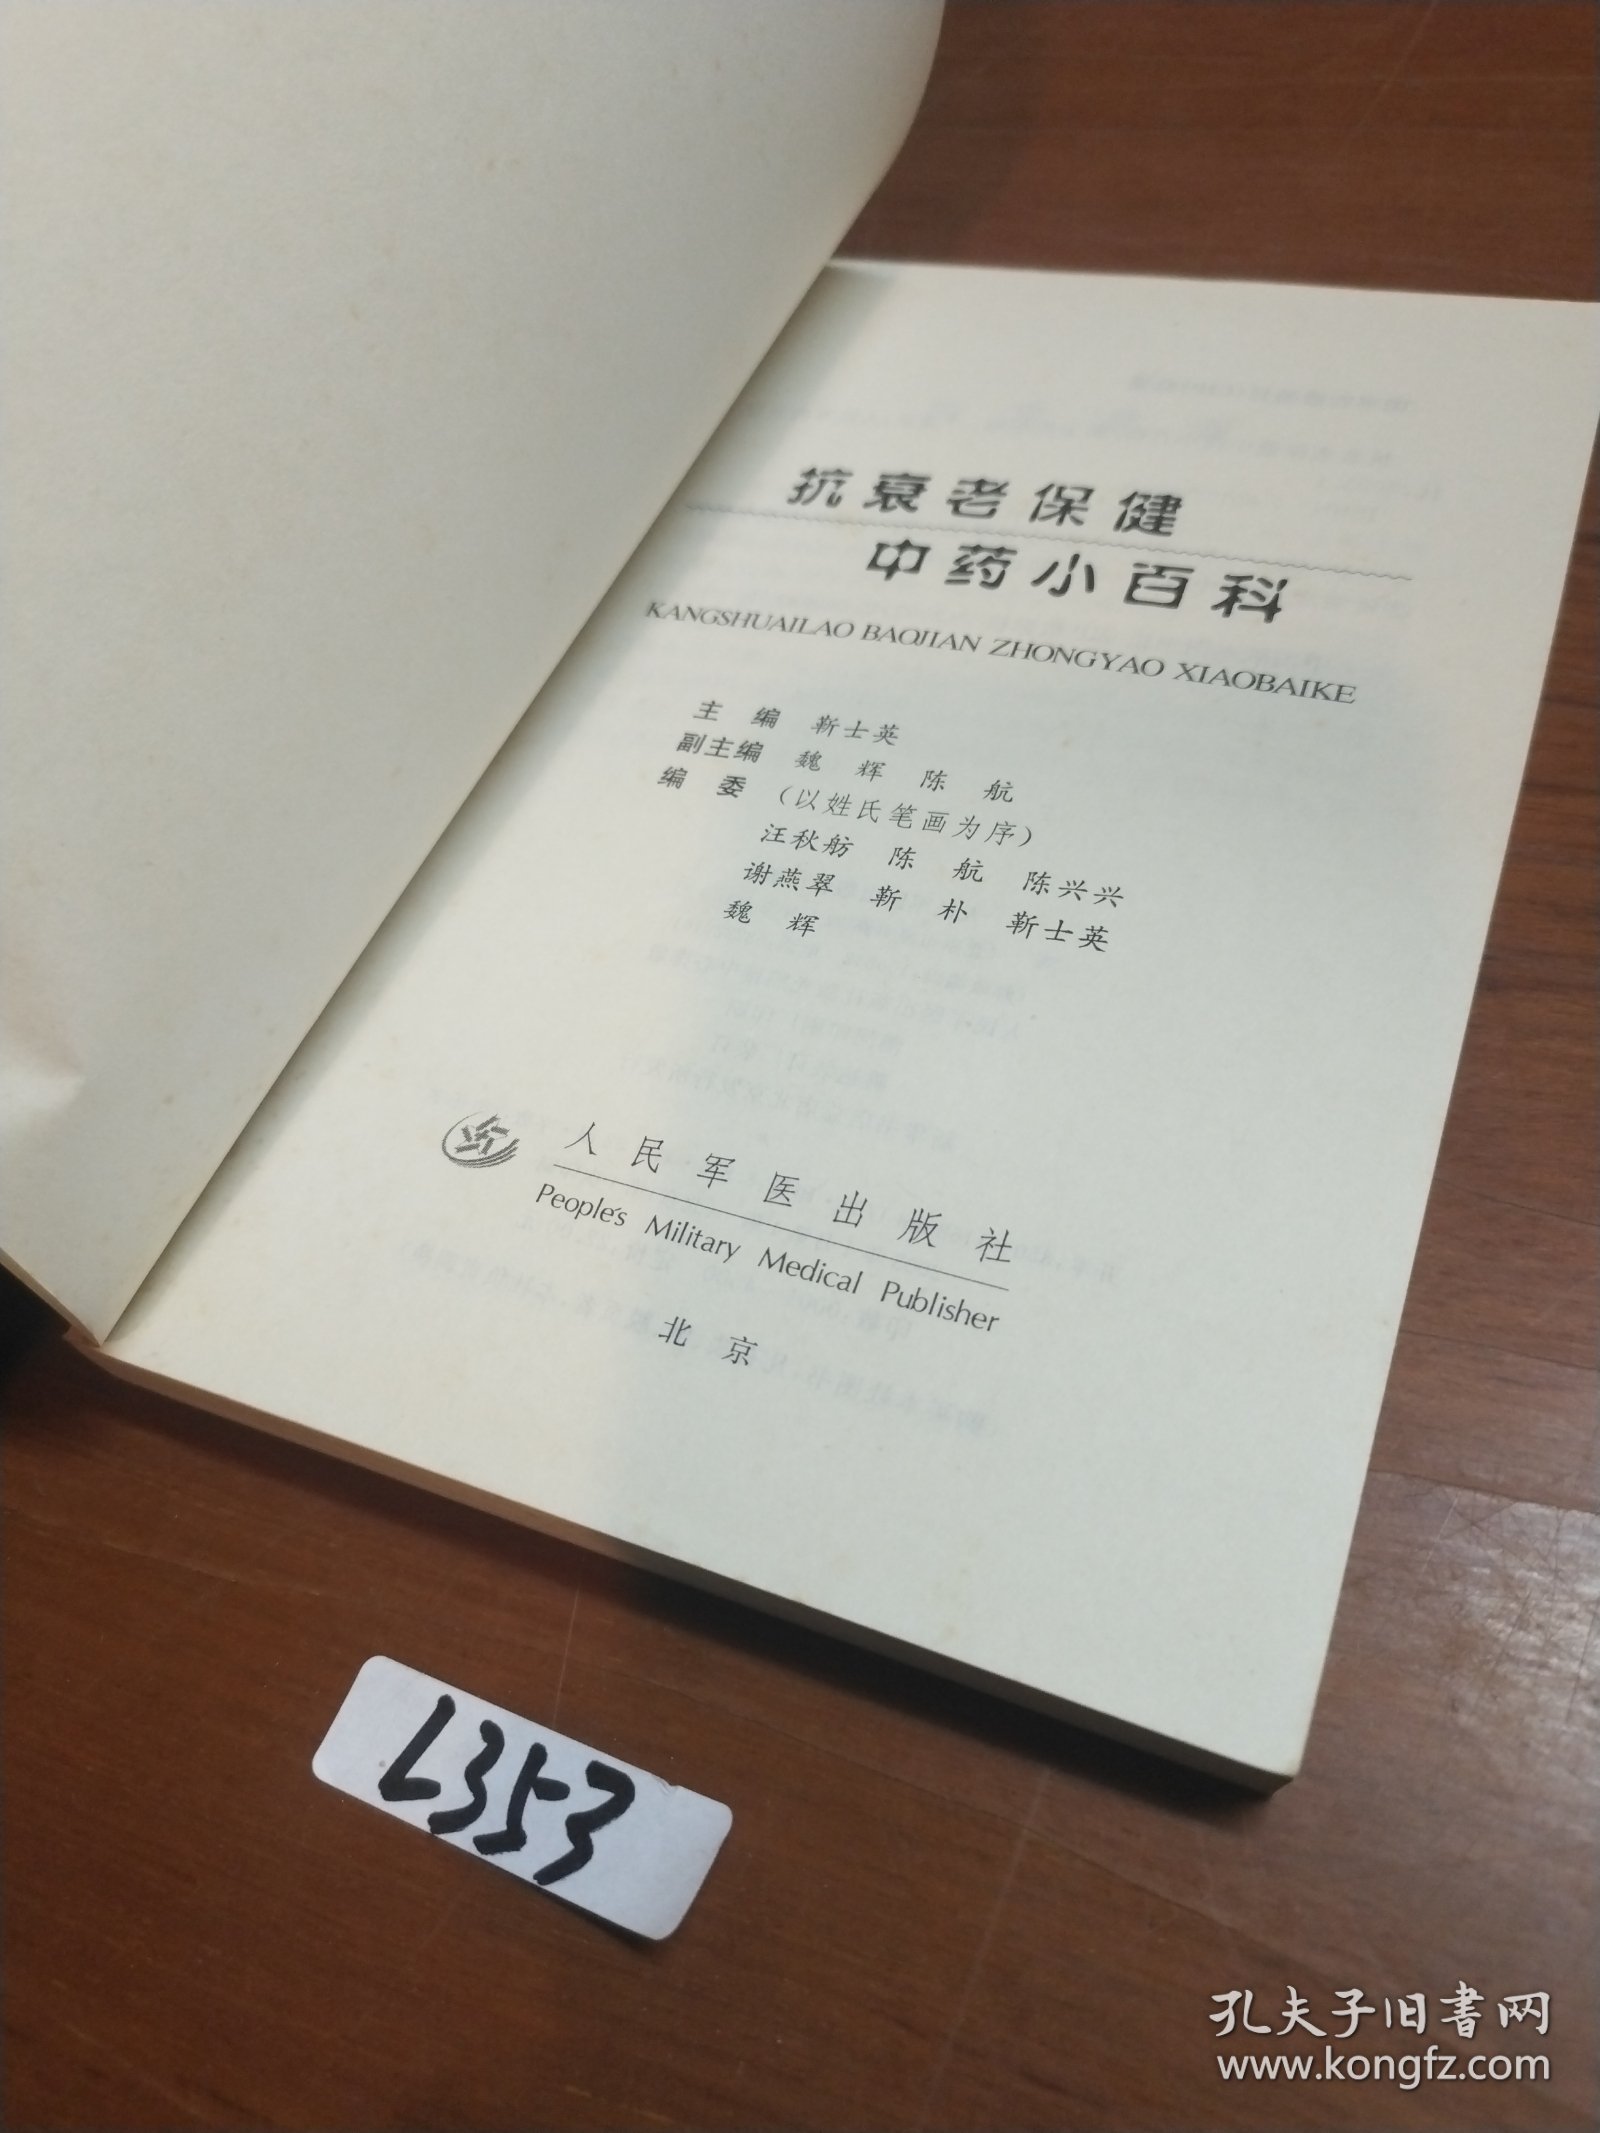 抗衰老保健
中药小百科
KANGSHUAILAO BAOJIAN ZHONGYAO XIAOBAIKE
主 编 靳士英
副主编 魏 辉 陈 航
编 委 (以姓氏笔画为序)
汪秋舫 陈 航 陈兴兴
谢燕翠 靳 朴 靳士英
魏 辉
人民军医出版社
People's Military Medical Publisher
北 京
L353
孔夫子旧书网
www.kongfz.com